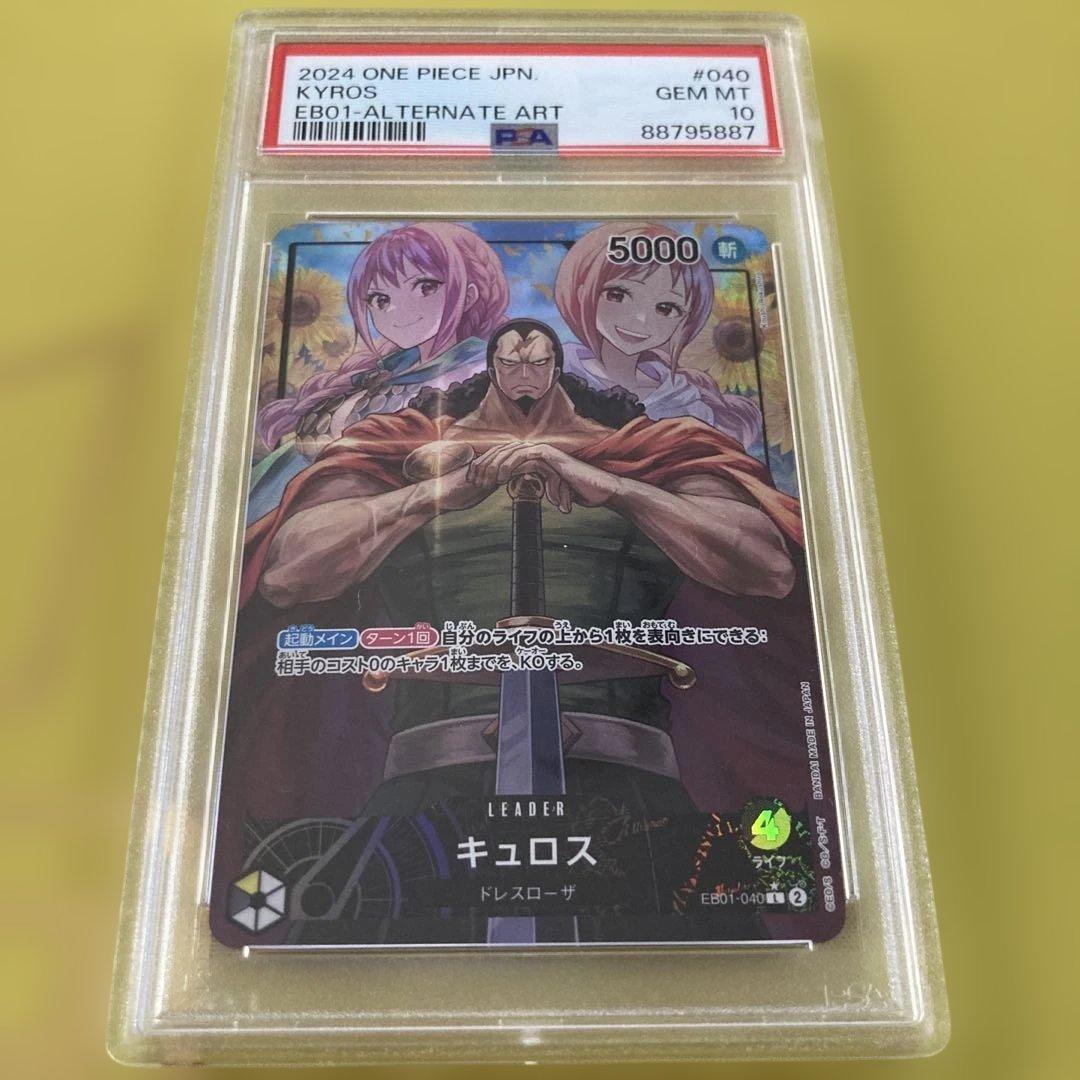 2024 ONE PIECE JPN. #040
KYROS GEM MT
EB01-ALTERNATE ART 10
PSA 88795887
5000 斬
起動メイン ターン1回 自分のライフの上から1枚を表向きにできる:
相手のコスト0のキャラ1枚までを、KOする。
BANDAI MADE IN JAPAN
LEADER
キュロス
ドレスローザ
4
ライフ
EB01-040 L 2